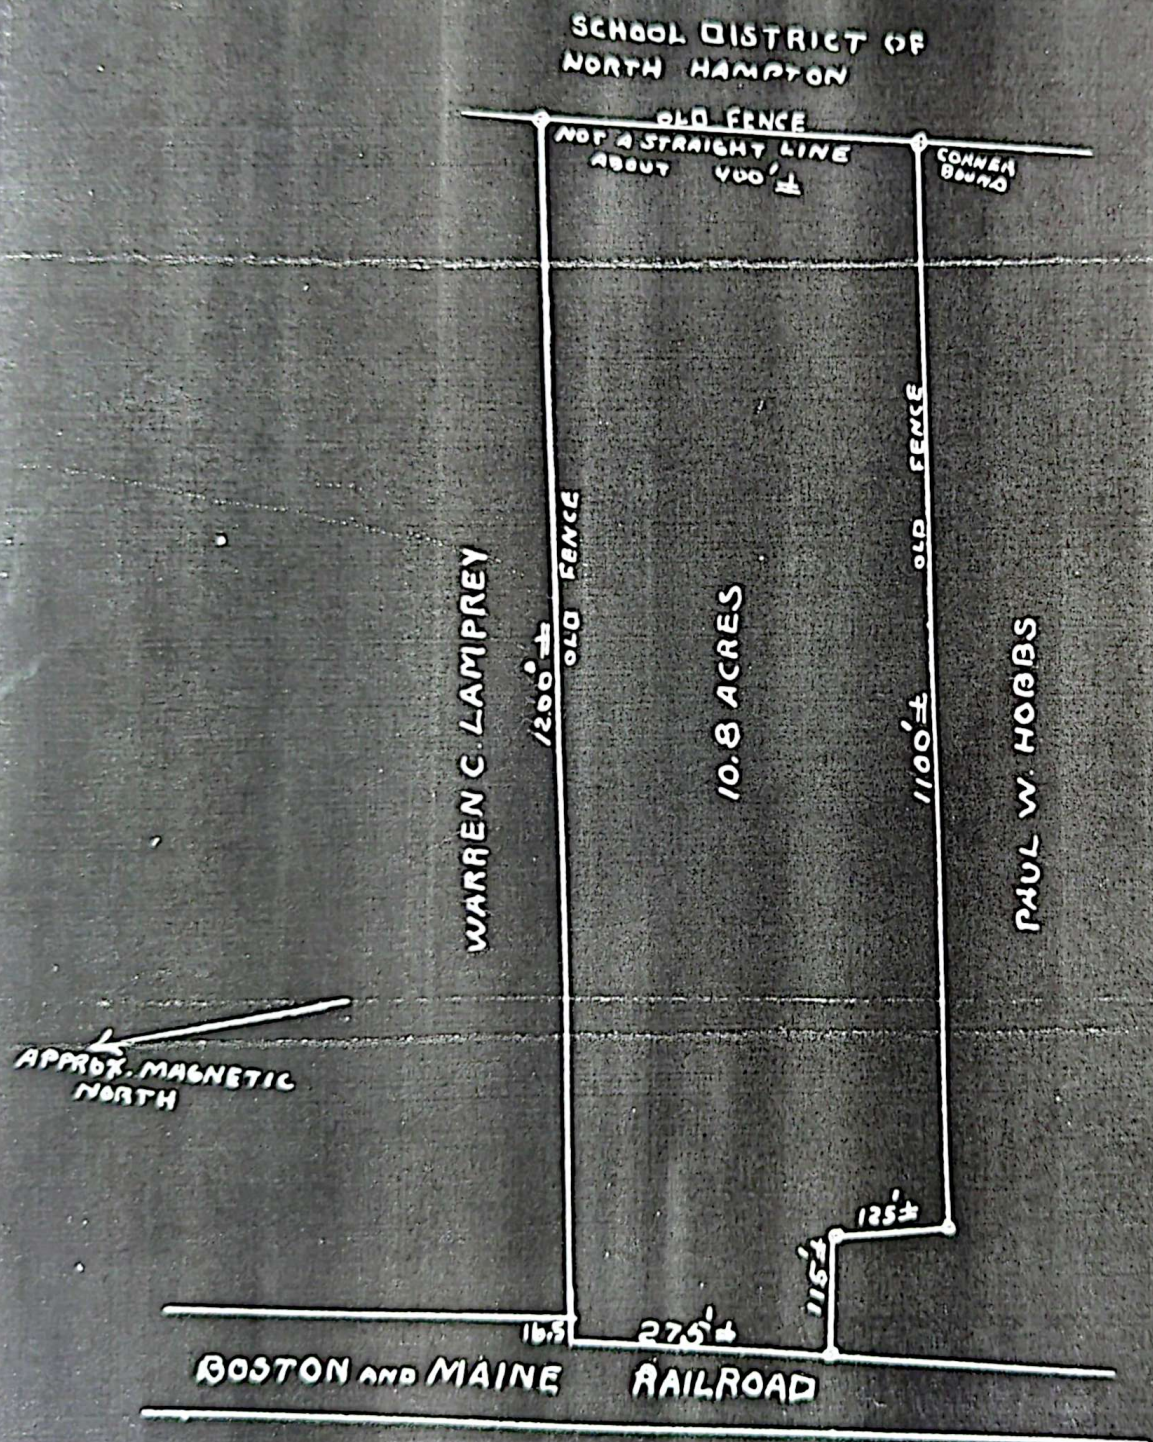 SCHOOL DISTRICT OF
NORTH HAMPTON
OLD FENCE
NOT A STRAIGHT LINE
ABOUT 400'±
CORNER
BOUND
OLD FENCE
1200'±
WARREN C. LAMPREY
10.8 ACRES
OLD FENCE
1100'±
PAUL W. HOBBS
APPROX. MAGNETIC
NORTH
125'±
115'±
16.5
275'±
BOSTON AND MAINE RAILROAD